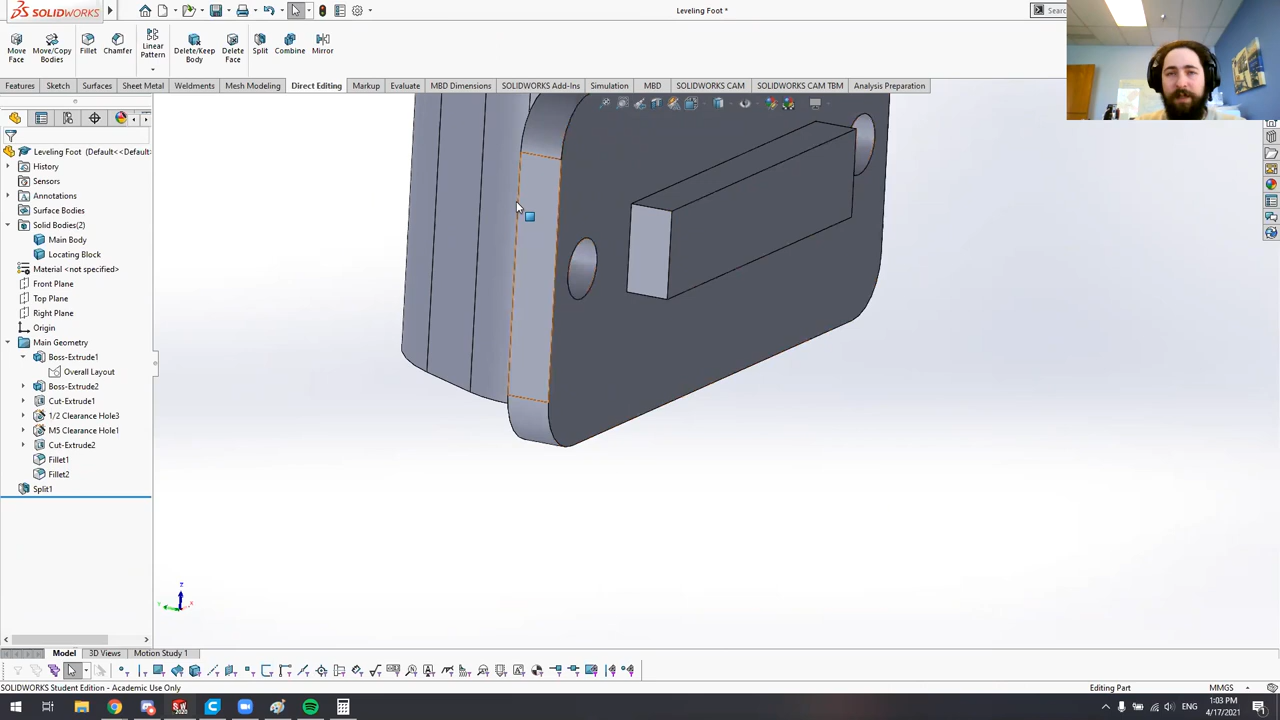 SOLIDWORKS
Leveling Foot *
Sear
Move Face
Move/Copy Bodies
Fillet
Chamfer
Linear Pattern
Delete/Keep Body
Delete Face
Split
Combine
Mirror
Features Sketch Surfaces Sheet Metal Weldments Mesh Modeling Direct Editing Markup Evaluate MBD Dimensions SOLIDWORKS Add-Ins Simulation MBD SOLIDWORKS CAM SOLIDWORKS CAM TBM Analysis Preparation
Leveling Foot (Default<<Default:
History
Sensors
Annotations
Surface Bodies
Solid Bodies(2)
Main Body
Locating Block
Material <not specified>
Front Plane
Top Plane
Right Plane
Origin
Main Geometry
Boss-Extrude1
Overall Layout
Boss-Extrude2
Cut-Extrude1
1/2 Clearance Hole3
M5 Clearance Hole1
Cut-Extrude2
Fillet1
Fillet2
Split1
Z
Y X
Model 3D Views Motion Study 1
SOLIDWORKS Student Edition - Academic Use Only
Editing Part MMGS
ENG
1:03 PM
4/17/2021